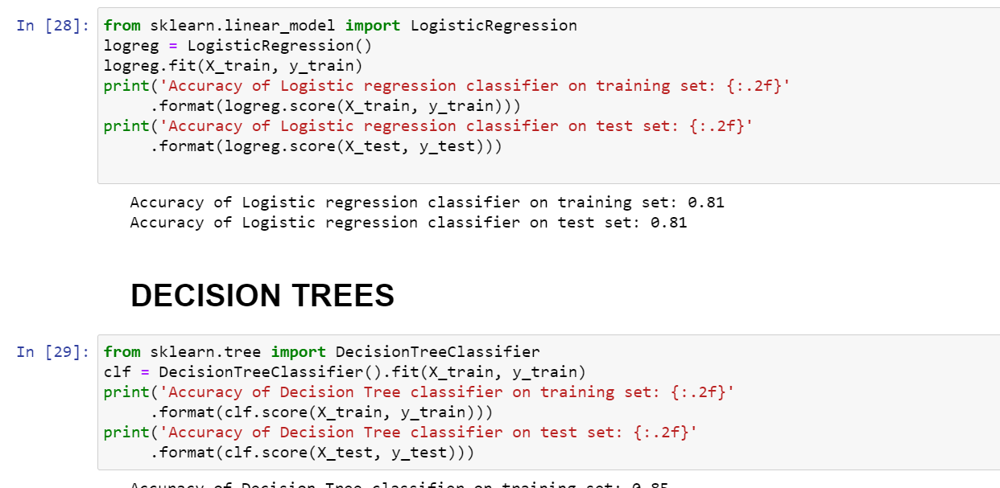 In [28]: from sklearn.linear_model import LogisticRegression
logreg = LogisticRegression()
logreg.fit(X_train, y_train)
print('Accuracy of Logistic regression classifier on training set: {:.2f}'
     .format(logreg.score(X_train, y_train)))
print('Accuracy of Logistic regression classifier on test set: {:.2f}'
     .format(logreg.score(X_test, y_test)))
Accuracy of Logistic regression classifier on training set: 0.81
Accuracy of Logistic regression classifier on test set: 0.81
DECISION TREES
In [29]: from sklearn.tree import DecisionTreeClassifier
clf = DecisionTreeClassifier().fit(X_train, y_train)
print('Accuracy of Decision Tree classifier on training set: {:.2f}'
     .format(clf.score(X_train, y_train)))
print('Accuracy of Decision Tree classifier on test set: {:.2f}'
     .format(clf.score(X_test, y_test)))
Accuracy of Decision Tree classifier on training set: 0.85